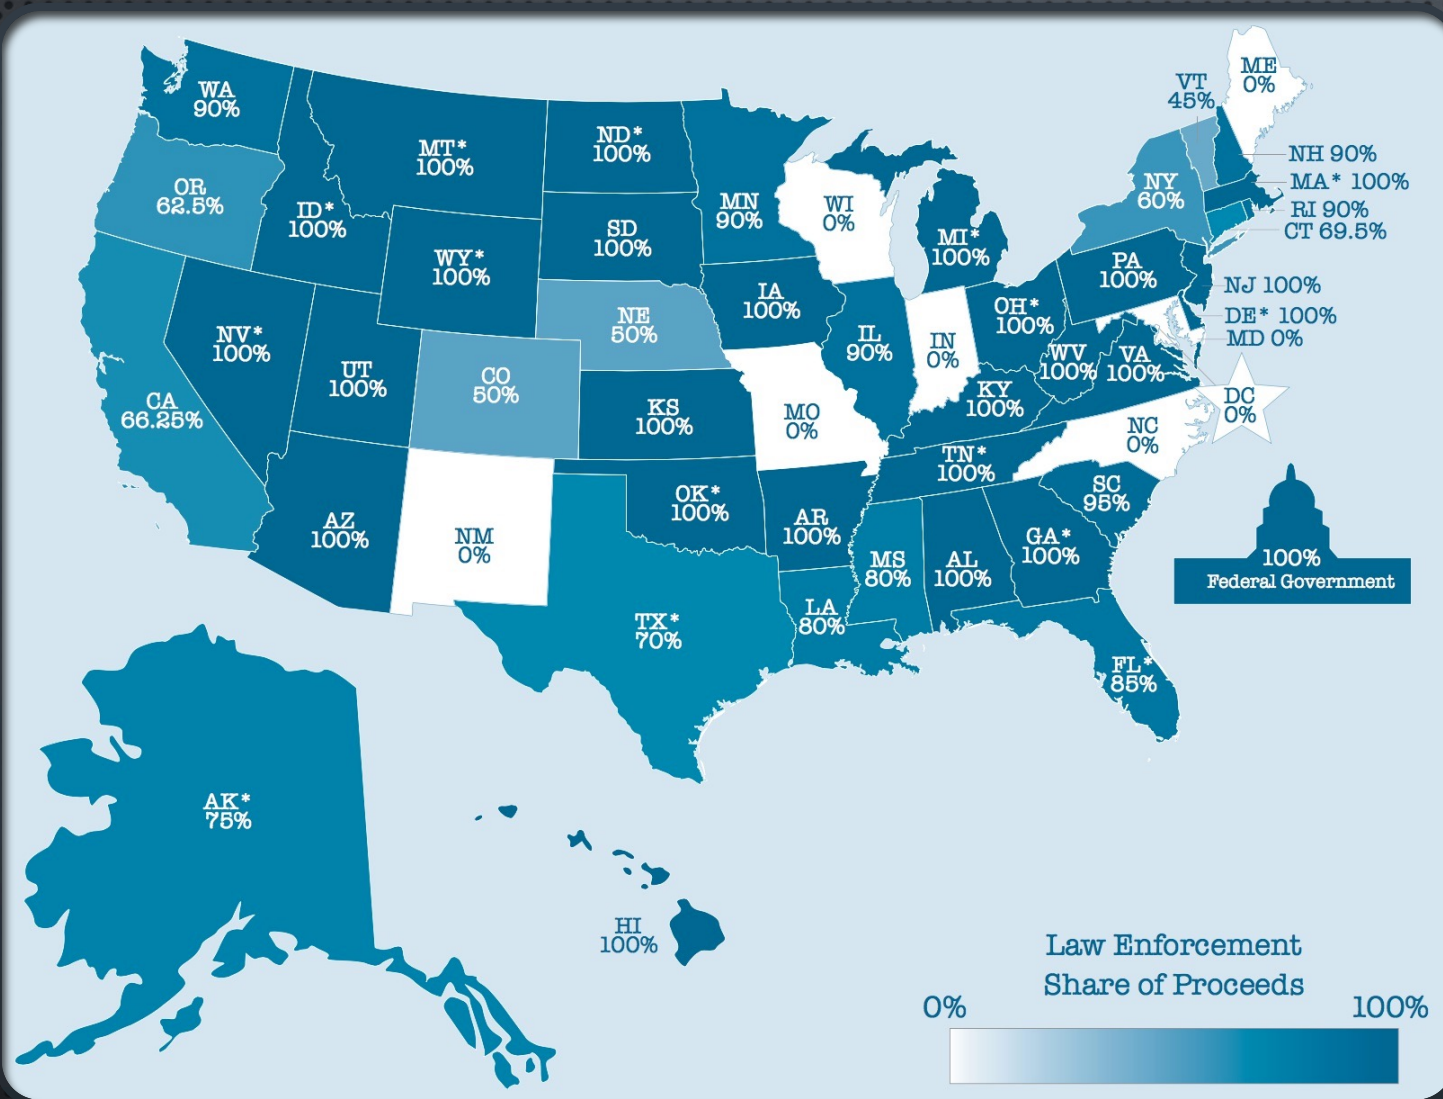 WA
90%
OR
62.5%
CA
66.25%
ID*
100%
MT*
100%
WY*
100%
NV*
100%
UT
100%
AZ
100%
CO
50%
NM
0%
ND*
100%
SD
100%
NE
50%
KS
100%
OK*
100%
TX*
70%
MN
90%
IA
100%
MO
0%
AR
100%
LA
80%
WI
0%
IL
90%
MI*
100%
IN
0%
OH*
100%
KY
100%
TN*
100%
MS
80%
AL
100%
GA*
100%
FL*
85%
SC
95%
NC
0%
VA
100%
WV
100%
PA
100%
NY
60%
VT
45%
ME
0%
NH 90%
MA* 100%
RI 90%
CT 69.5%
NJ 100%
DE* 100%
MD 0%
DC
0%
100%
Federal Government
AK*
75%
HI
100%
Law Enforcement
Share of Proceeds
0% 100%